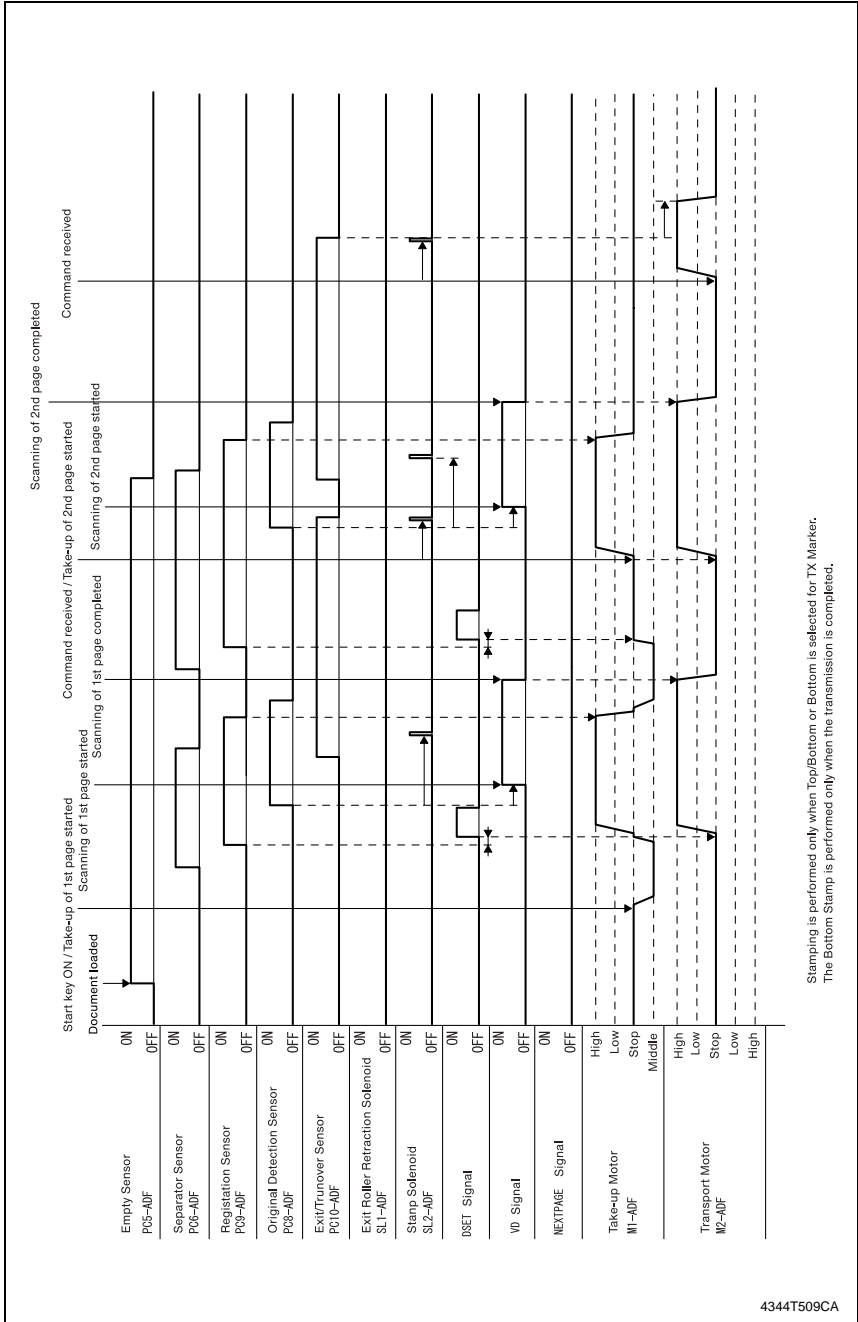 Scanning of 2nd page completed
Start key ON / Take-up of 1st page started
Command received / Take-up of 2nd page started
Command received
Scanning of 1st page started
Scanning of 1st page completed
Scanning of 2nd page started
Document loaded
Empty Sensor
PC5-ADF
ON
OFF
Separator Sensor
PC6-ADF
ON
OFF
Registation Sensor
PC9-ADF
ON
OFF
Original Detection Sensor
PC8-ADF
ON
OFF
Exit/Trunover Sensor
PC10-ADF
ON
OFF
Exit Roller Retraction Solenoid
SL1-ADF
ON
OFF
Stanp Solenoid
SL2-ADF
ON
OFF
DSET Signal
ON
OFF
VD Signal
ON
OFF
NEXTPAGE Signal
ON
OFF
Take-up Motor
M1-ADF
High
Low
Stop
Middle
Transport Motor
M2-ADF
High
Low
Stop
Low
High
Stamping is performed only when Top/Bottom or Bottom is selected for TX Marker.
The Bottom Stamp is performed only when the transmission is completed.
4344T509CA